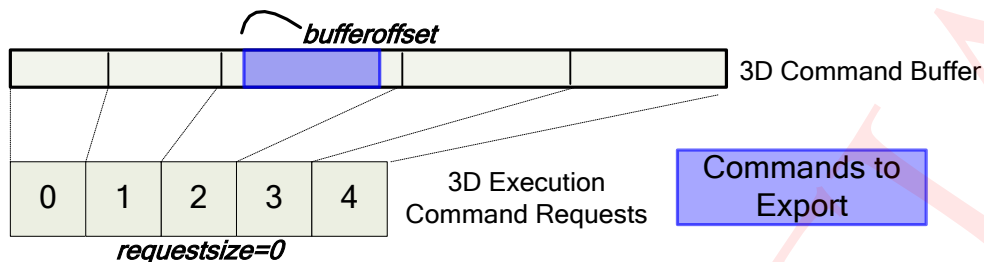 bufferoffset
3D Command Buffer
0 1 2 3 4
3D Execution
Command Requests
Commands to
Export
requestsize=0